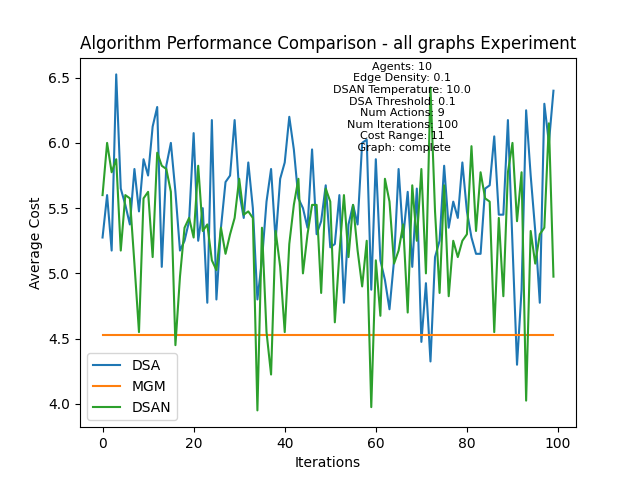 Algorithm Performance Comparison - all graphs Experiment
Agents: 10
Edge Density: 0.1
DSAN Temperature: 10.0
DSA Threshold: 0.1
Num Actions: 9
Num Iterations: 100
Cost Range: 11
Graph: complete
Average Cost
6.5
6.0
5.5
5.0
4.5
4.0
DSA
MGM
DSAN
0
20
40
60
80
100
Iterations